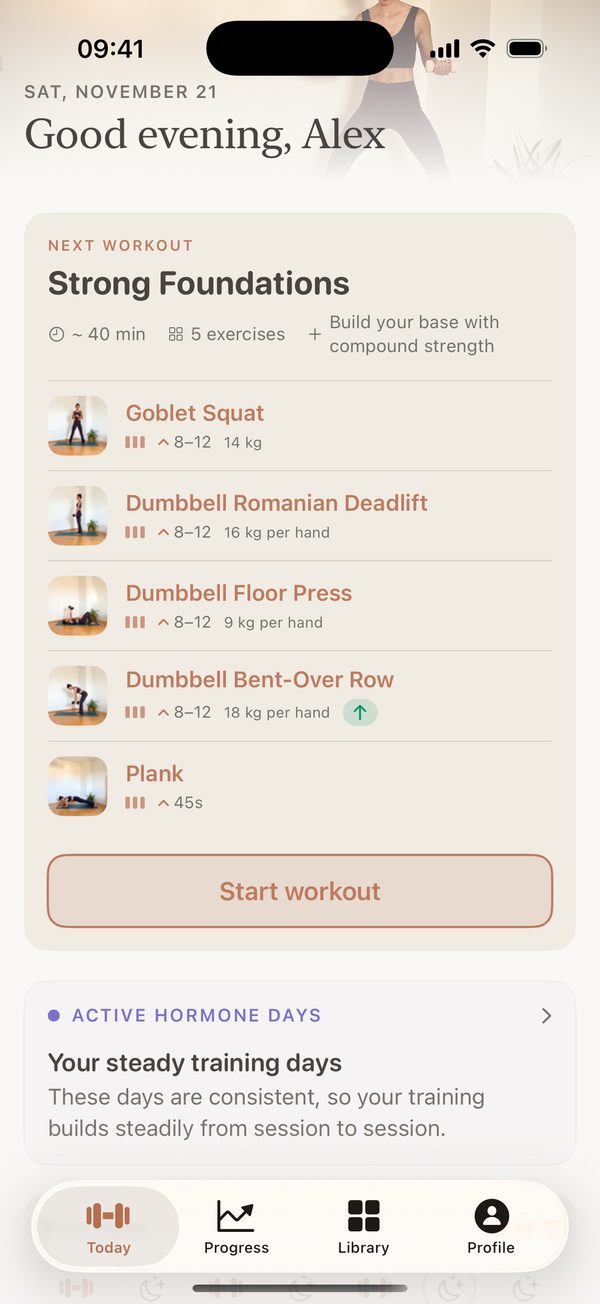 09:41
SAT, NOVEMBER 21
Good evening, Alex
NEXT WORKOUT
Strong Foundations
~ 40 min
5 exercises
Build your base with
compound strength
Goblet Squat
8–12 14 kg
Dumbbell Romanian Deadlift
8–12 16 kg per hand
Dumbbell Floor Press
8–12 9 kg per hand
Dumbbell Bent-Over Row
8–12 18 kg per hand
Plank
45s
Start workout
ACTIVE HORMONE DAYS
Your steady training days
These days are consistent, so your training
builds steadily from session to session.
Today
Progress
Library
Profile